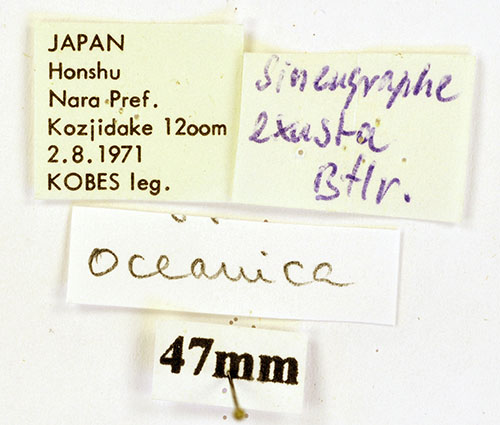 JAPAN
Honshu
Nara Pref.
Kozjidake 12oom
2.8.1971
KOBES leg.
Sineugraphe
exusta
Btlr.
oceanica
47mm